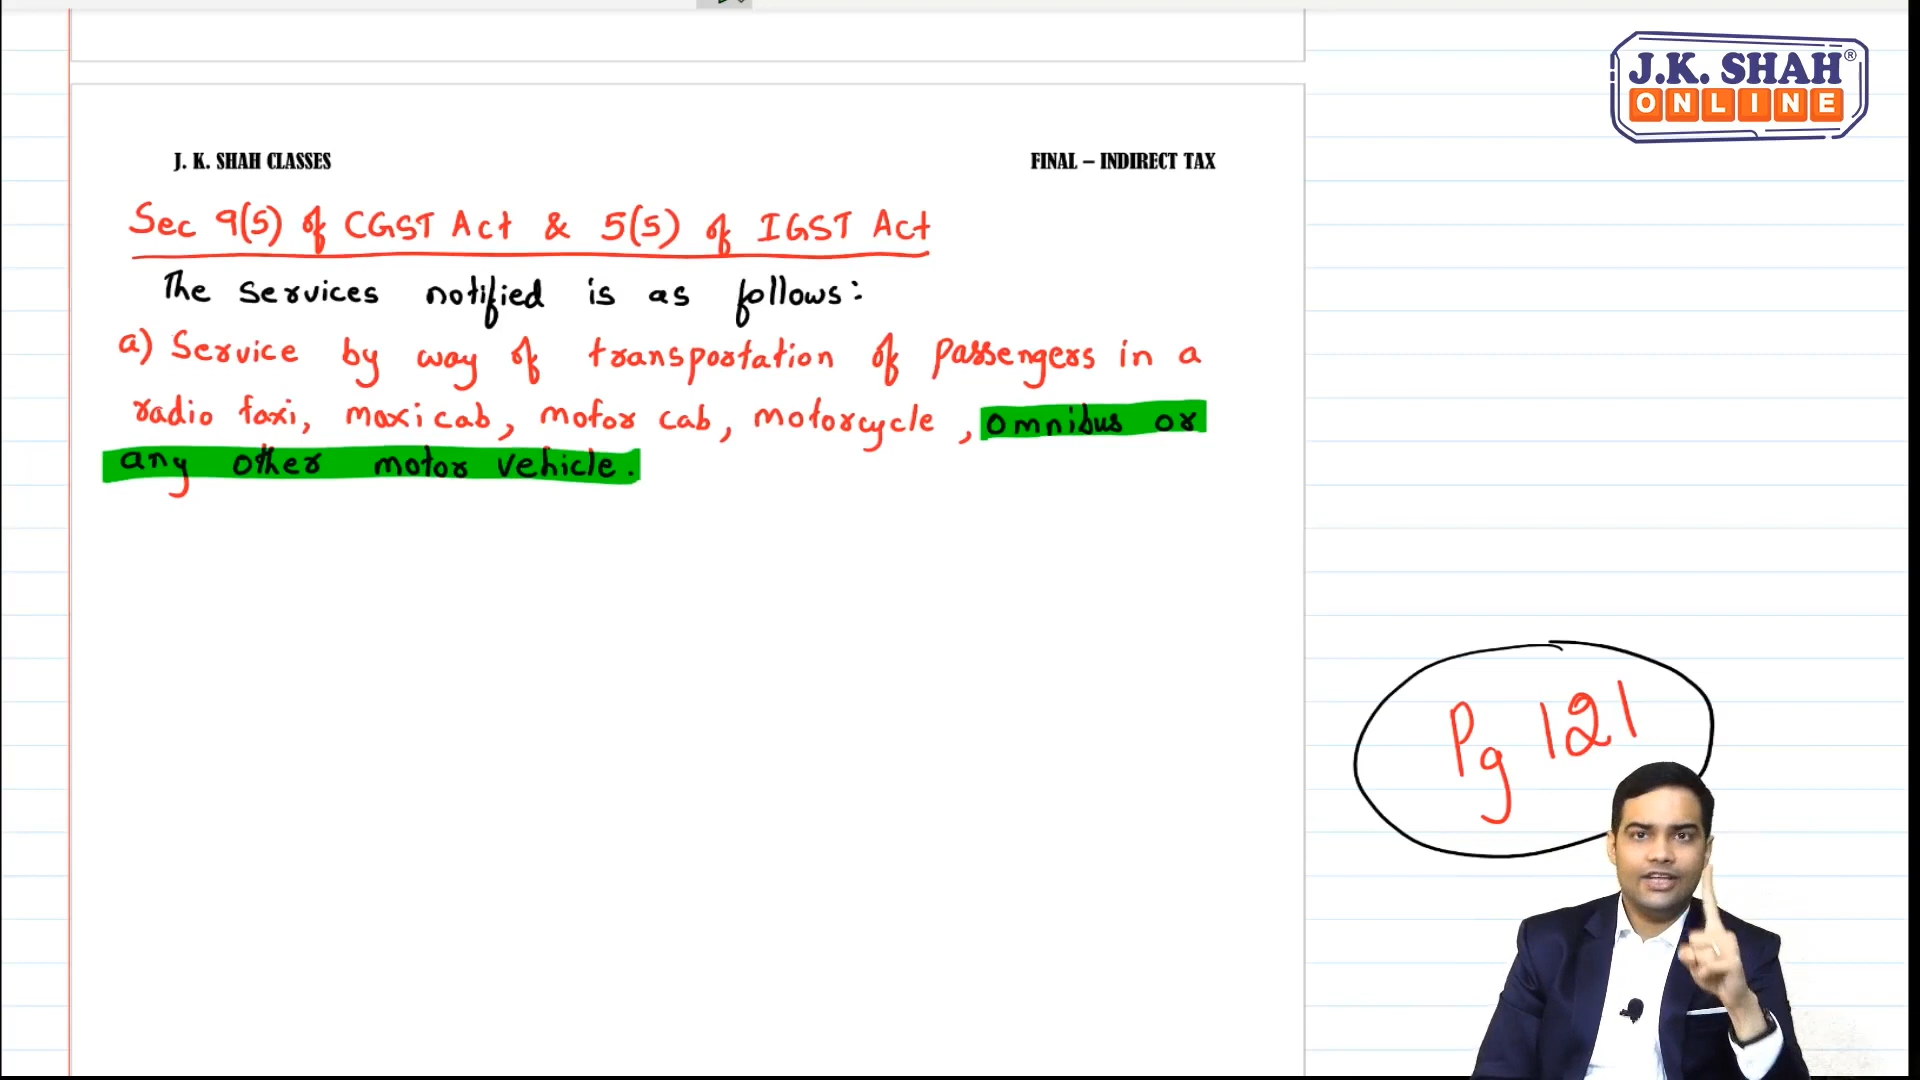 J.K. SHAH®
ONLINE
J. K. SHAH CLASSES
FINAL – INDIRECT TAX
Sec 9(5) of CGST Act & 5(5) of IGST Act
The services notified is as follows:
a) Service by way of transportation of passengers in a
radio taxi, maxi cab, motor cab, motorcycle, omnibus or
any other motor vehicle.
Pg 121